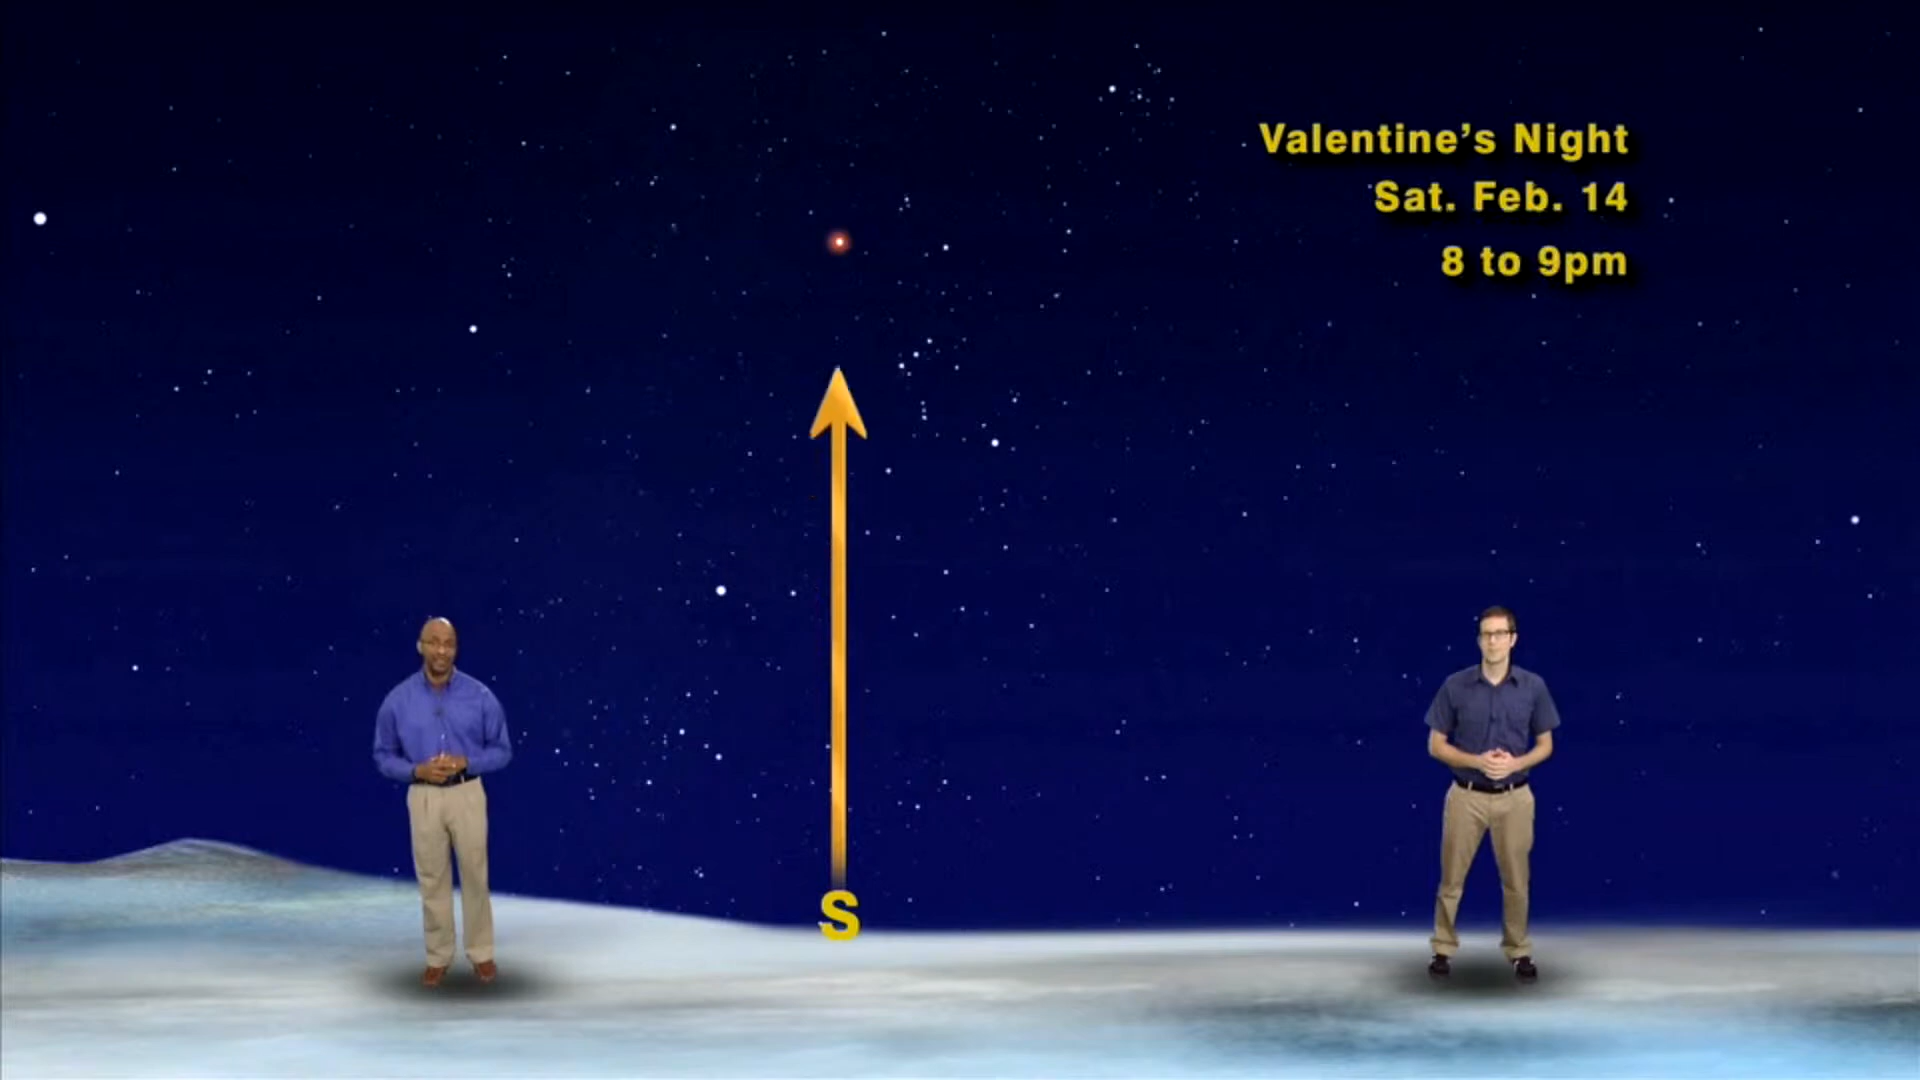 Valentine’s Night
Sat. Feb. 14
8 to 9pm
S